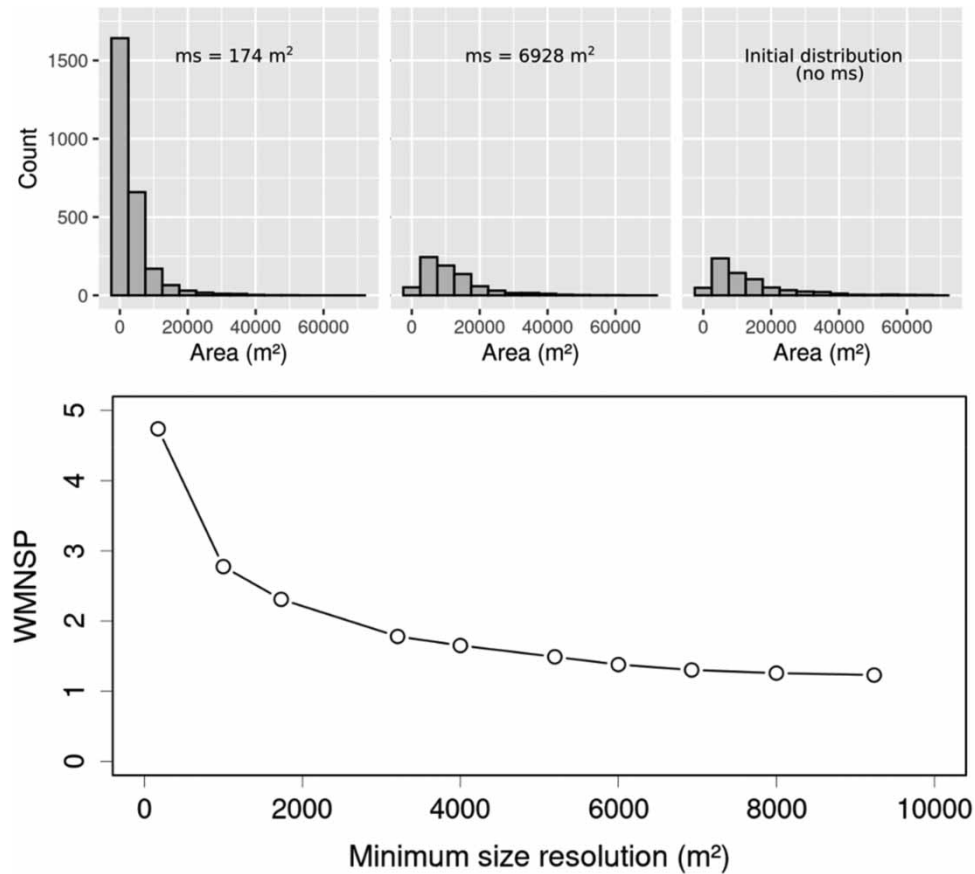 ms = 174 m²
ms = 6928 m²
Initial distribution
(no ms)
Count
1500
1000
500
0
0 20000 40000 60000
0 20000 40000 60000
0 20000 40000 60000
Area (m²)
Area (m²)
Area (m²)
WMNSP
5
4
3
2
1
0
0 2000 4000 6000 8000 10000
Minimum size resolution (m²)